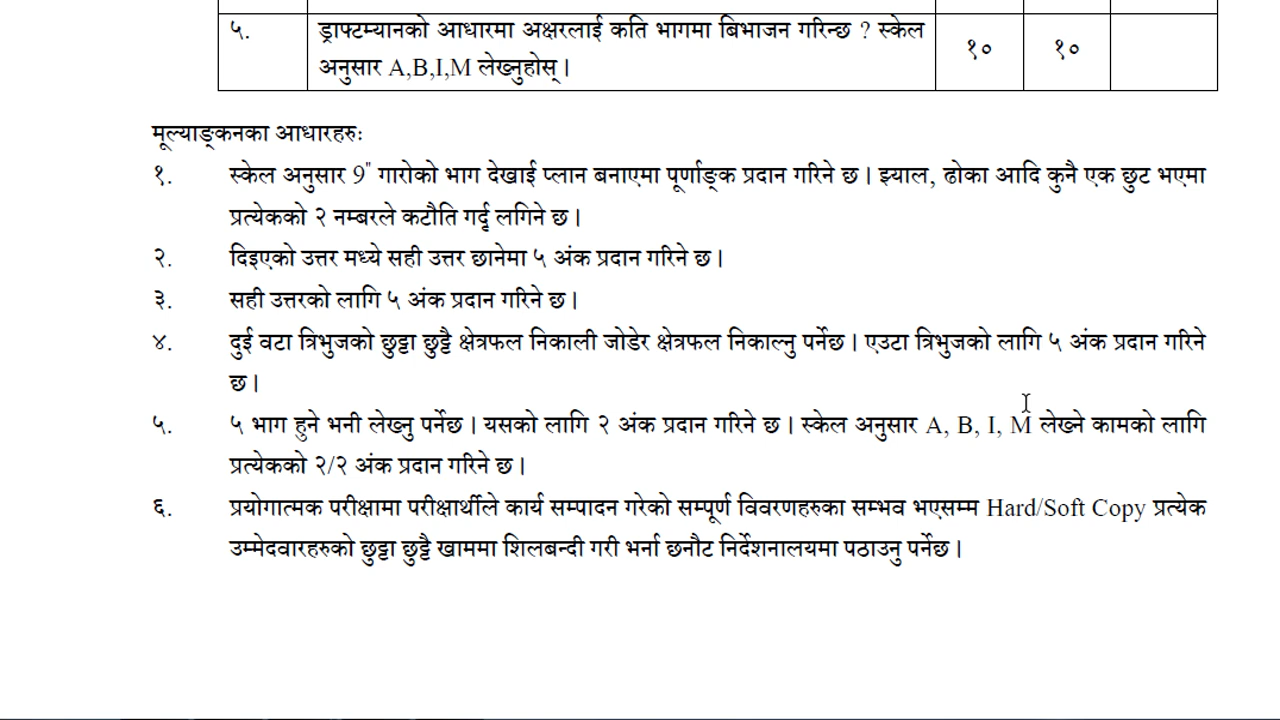 ५. ड्राफ्टम्यानको आधारमा अक्षरलाई कति भागमा बिभाजन गरिन्छ ? स्केल
अनुसार A,B,I,M लेख्नुहोस् । १० १०
मूल्याङ्कनका आधारहरुः
१. स्केल अनुसार 9" गारोको भाग देखाई प्लान बनाएमा पूर्णाङ्क प्रदान गरिने छ । झ्याल, ढोका आदि कुनै एक छुट भएमा
प्रत्येकको २ नम्बरले कटौति गर्दृ लगिने छ ।
२. दिइएको उत्तर मध्ये सही उत्तर छानेमा ५ अंक प्रदान गरिने छ ।
३. सही उत्तरको लागि ५ अंक प्रदान गरिने छ ।
४. दुई वटा त्रिभुजको छुट्टा छुट्टै क्षेत्रफल निकाली जोडेर क्षेत्रफल निकाल्नु पर्नेछ । एउटा त्रिभुजको लागि ५ अंक प्रदान गरिने
छ ।
५. ५ भाग हुने भनी लेख्नु पर्नेछ । यसको लागि २ अंक प्रदान गरिने छ । स्केल अनुसार A, B, I, M लेख्ने कामको लागि
प्रत्येकको २/२ अंक प्रदान गरिने छ ।
६. प्रयोगात्मक परीक्षामा परीक्षार्थीले कार्य सम्पादन गरेको सम्पूर्ण विवरणहरुका सम्भव भएसम्म Hard/Soft Copy प्रत्येक
उम्मेदवारहरुको छुट्टा छुट्टै खाममा शिलबन्दी गरी भर्ना छनौट निर्देशनालयमा पठाउनु पर्नेछ ।